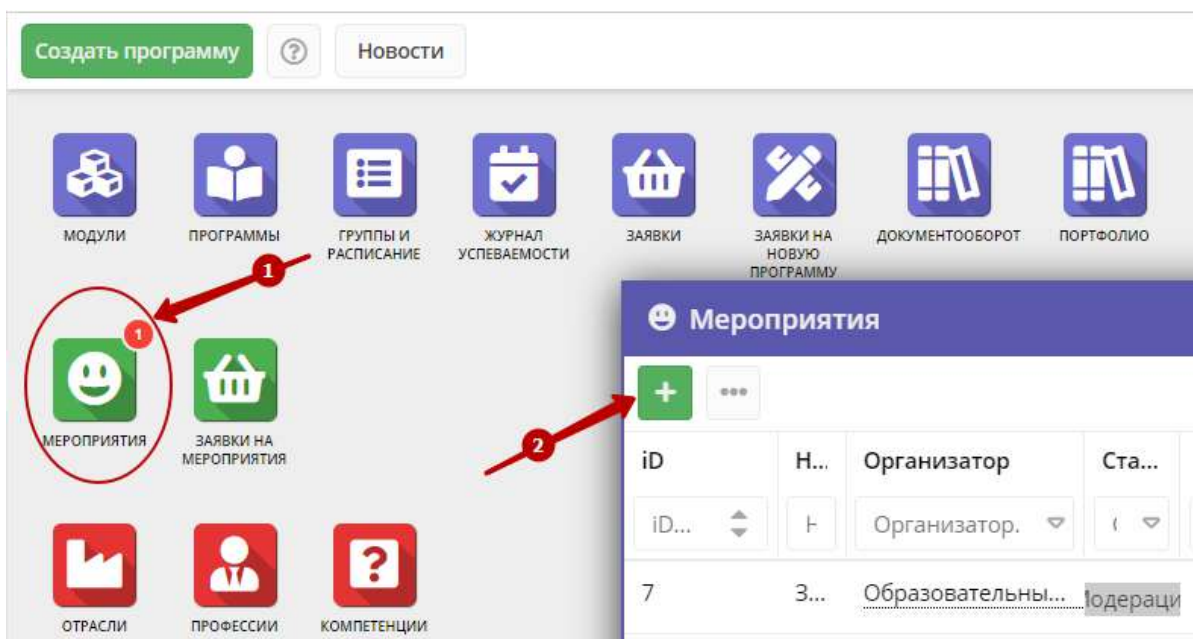 Создать программу
?
Новости
МОДУЛИ
ПРОГРАММЫ
ГРУППЫ И
РАСПИСАНИЕ
ЖУРНАЛ
УСПЕВАЕМОСТИ
ЗАЯВКИ
ЗАЯВКИ НА
НОВУЮ
ПРОГРАММУ
ДОКУМЕНТООБОРОТ
ПОРТФОЛИО
1
1
МЕРОПРИЯТИЯ
ЗАЯВКИ НА
МЕРОПРИЯТИЯ
2
Мероприятия
+
•••
iD
Н...
Организатор
Ста...
iD...
Организатор.
7
З...
Образовательны...
?
ОТРАСЛИ
ПРОФЕССИИ
КОМПЕТЕНЦИИ